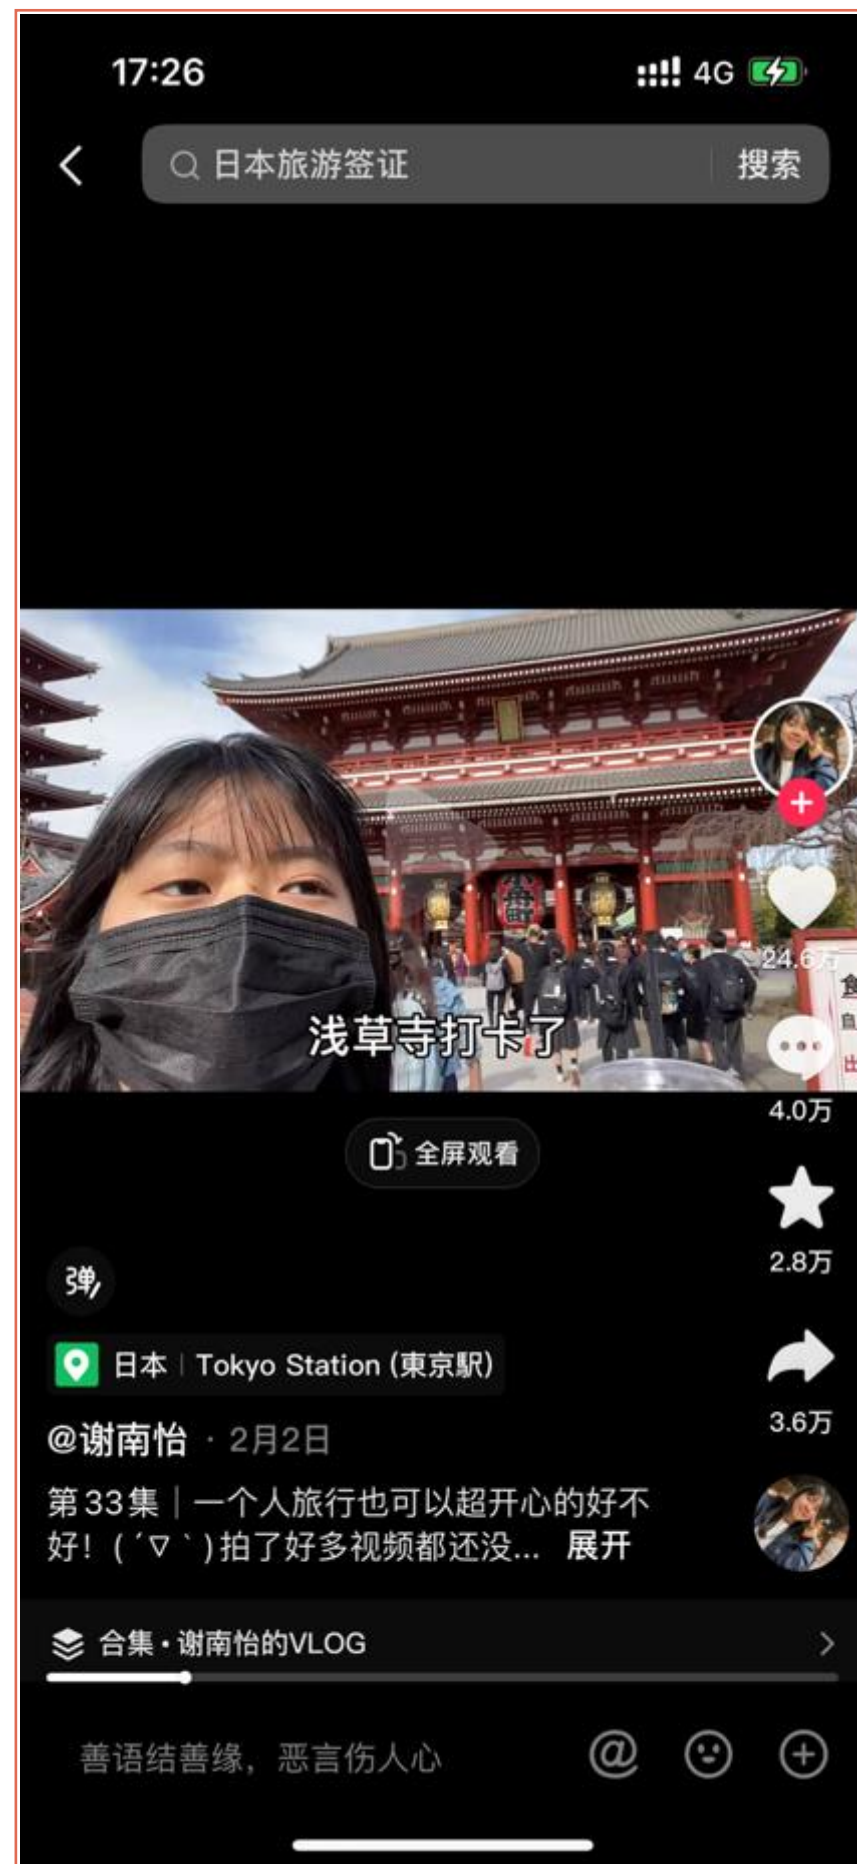 17:26
4G
日本旅游签证
搜索
小舟町
24.6万
浅草寺打卡了
4.0万
全屏观看
2.8万
弹
日本 | Tokyo Station (東京駅)
3.6万
@谢南怡 · 2月2日
第33集｜一个人旅行也可以超开心的好不
好！( ´▽｀)拍了好多视频都还没... 展开
合集·谢南怡的VLOG
善语结善缘，恶言伤人心